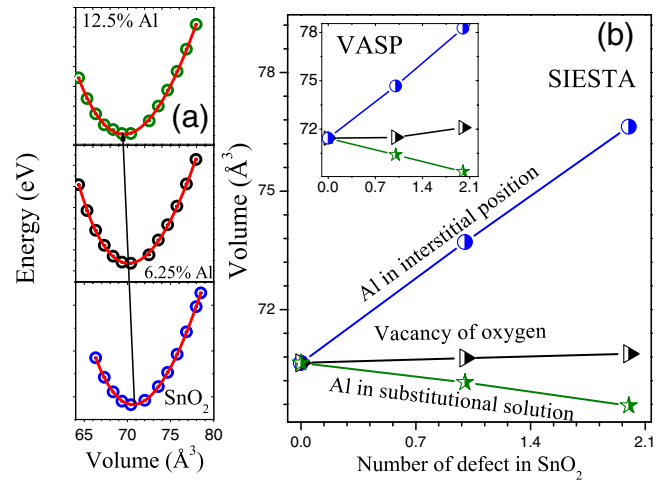 12.5% Al
(a)
6.25% Al
SnO₂
Energy (eV)
65 70 75 80
Volume (Å³)
(b)
VASP
SIESTA
78
75
72
0.0 0.7 1.4 2.1
78
75
72
Volume (Å³)
Al in interstitial position
Vacancy of oxygen
Al in substitutional solution
0.0 0.7 1.4 2.1
Number of defect in SnO₂